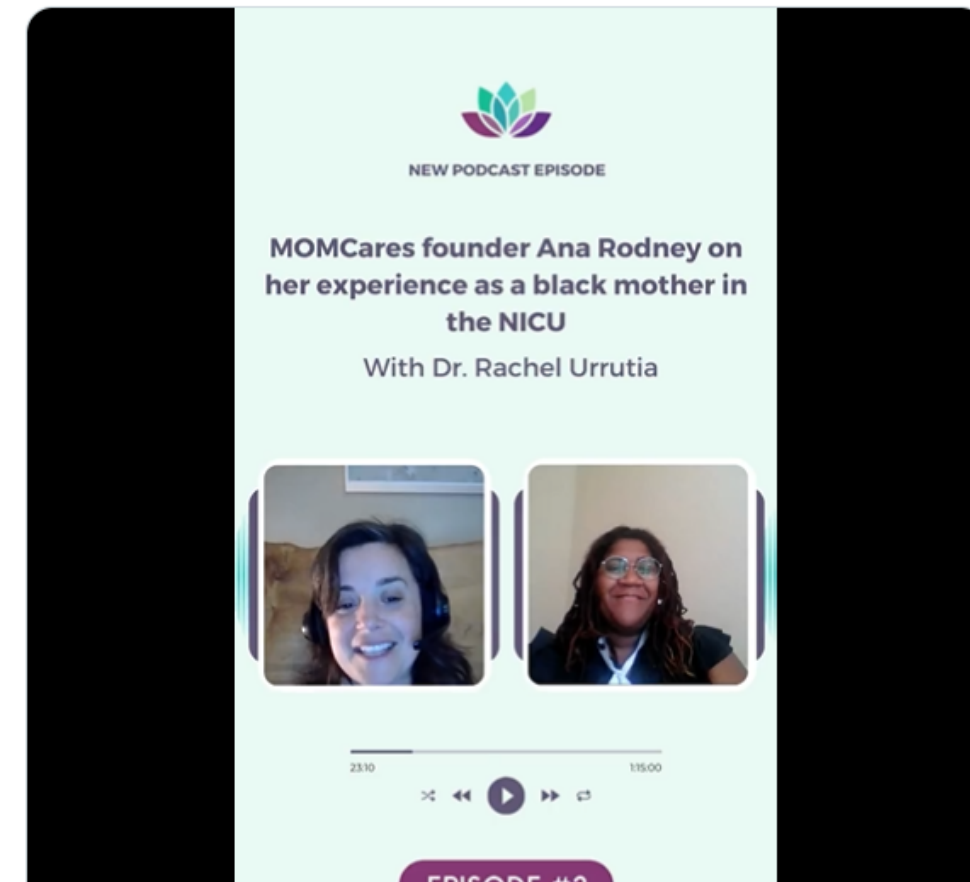 NEW PODCAST EPISODE
MOMCares founder Ana Rodney on
her experience as a black mother in
the NICU
With Dr. Rachel Urrutia
23:10
1:15:00
EPISODE